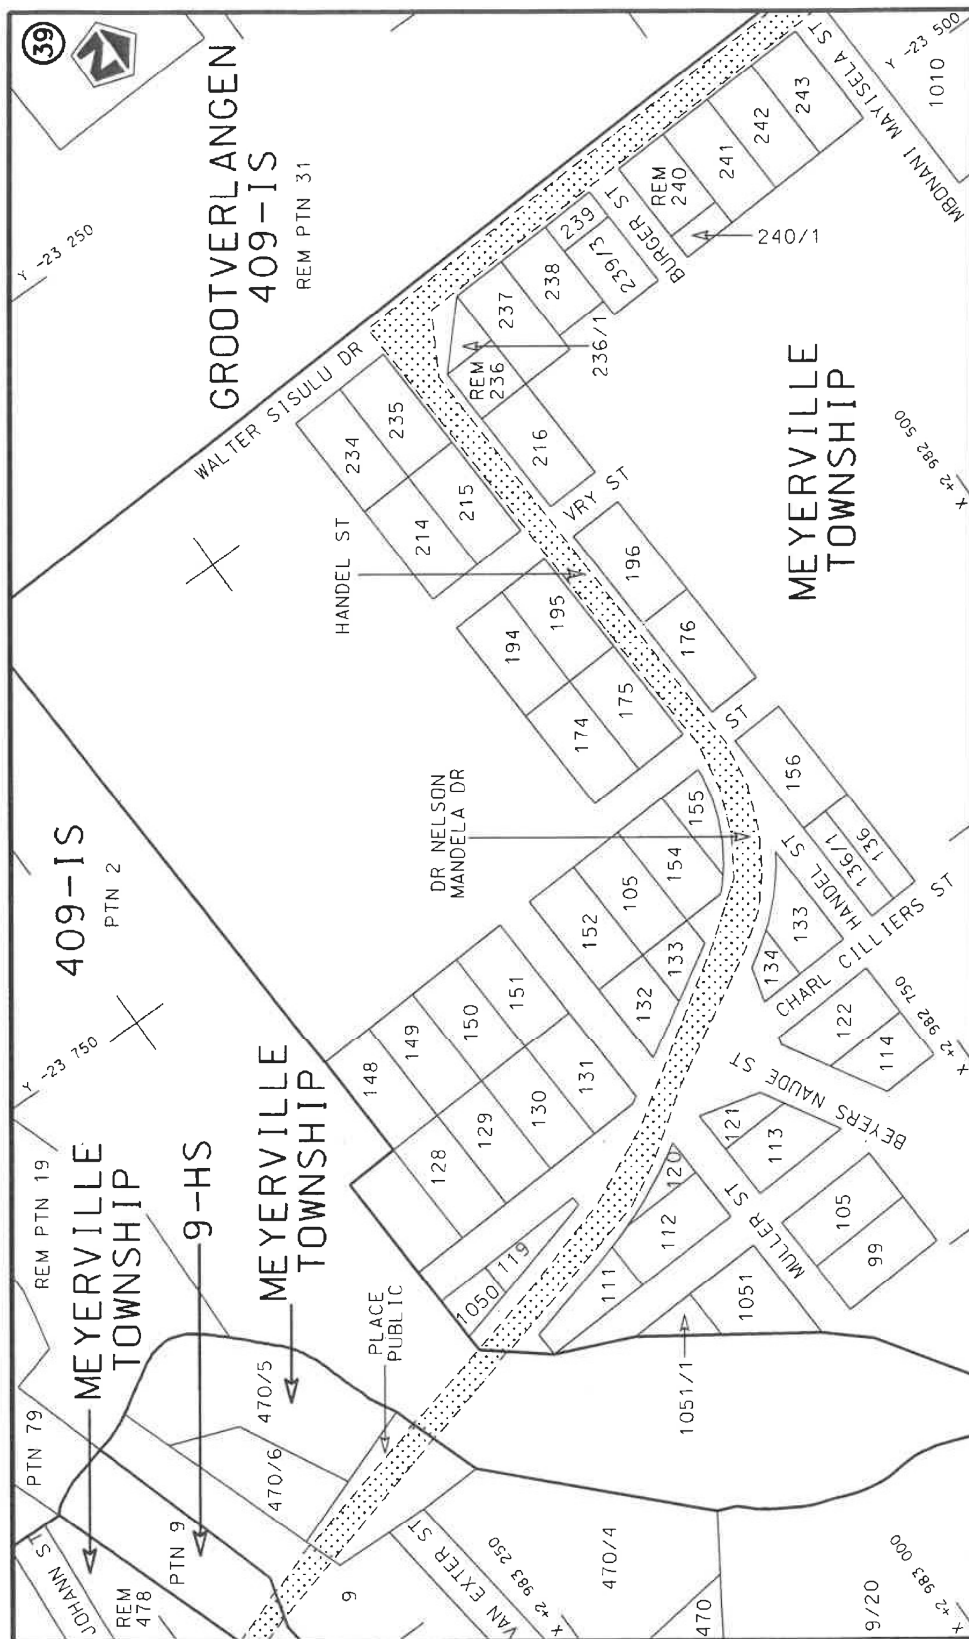 39
GROOTVERLANGEN
409-IS
REM PTN 31
Y -23 250
Y -23 500
1010
MBONANI MAYISELA ST
243
242
241
REM
240
240/1
BURGER ST
239
239/3
238
237
236/1
REM
236
216
WALTER SISULU DR
234
235
214
215
HANDEL ST
VRY ST
MEYERVILLE
TOWNSHIP
X +2 982 500
196
176
194
195
174
175
ST
409-IS
PTN 2
DR NELSON
MANDELA DR
155
154
105
152
133
132
156
136/1
136
HANDEL ST
133
134
CHARL CILLIERS ST
X +2 982 750
122
114
BEYERS NAUDE ST
121
113
Y -23 750
148
149
150
151
128
129
130
131
MEYERVILLE
TOWNSHIP
REM PTN 19
MEYERVILLE
TOWNSHIP
9-HS
PLACE
PUBLIC
119
1050
120
112
111
MULLER ST
105
99
1051
1051/1
PTN 79
470/5
470/6
JOHANN ST
REM
478
PTN 9
9
VAN EXTER ST
X +2 983 250
470/4
470
9/20
X +2 983 000